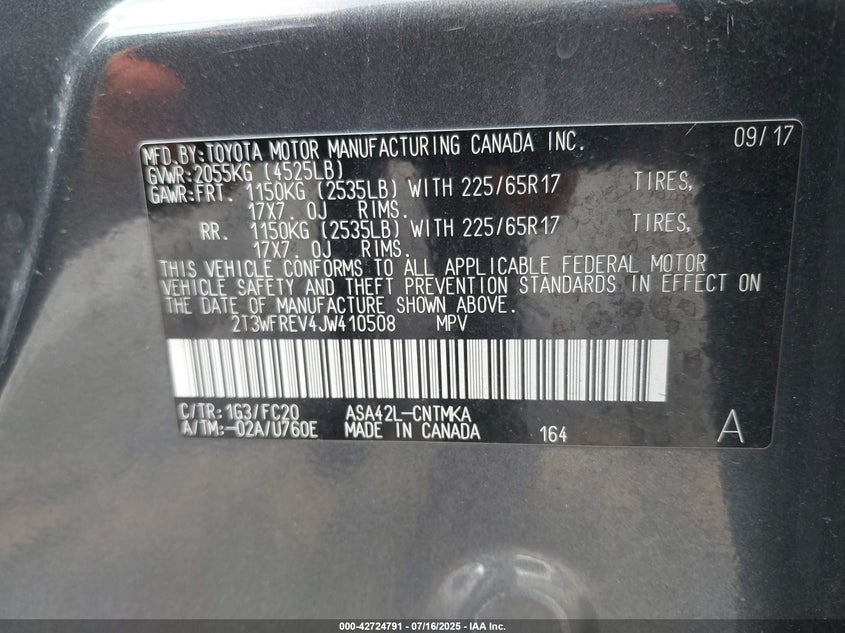 MFD.BY:TOYOTA MOTOR MANUFACTURING CANADA INC. 09/17
GVWR:2055KG (4525LB)
GAWR:FRT. 1150KG (2535LB) WITH 225/65R17 TIRES,
17X7.0J RIMS.
RR. 1150KG (2535LB) WITH 225/65R17 TIRES,
17X7.0J RIMS.
THIS VEHICLE CONFORMS TO ALL APPLICABLE FEDERAL MOTOR
VEHICLE SAFETY AND THEFT PREVENTION STANDARDS IN EFFECT ON
THE DATE OF MANUFACTURE SHOWN ABOVE.
2T3WFREV4JW410508 MPV
C/TR:1G3/FC20 ASA42L-CNTMKA
A/TM:-02A/U760E MADE IN CANADA 164 A
000-42724791 - 07/16/2025 - IAA Inc.